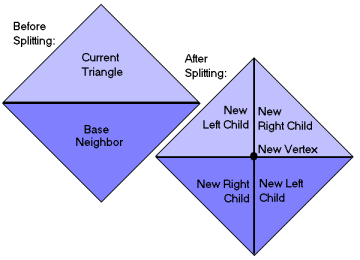 Before
Splitting:
Current
Triangle
Base
Neighbor
After
Splitting:
New
Left Child
New
Right Child
New Vertex
New Right
Child
New Left
Child